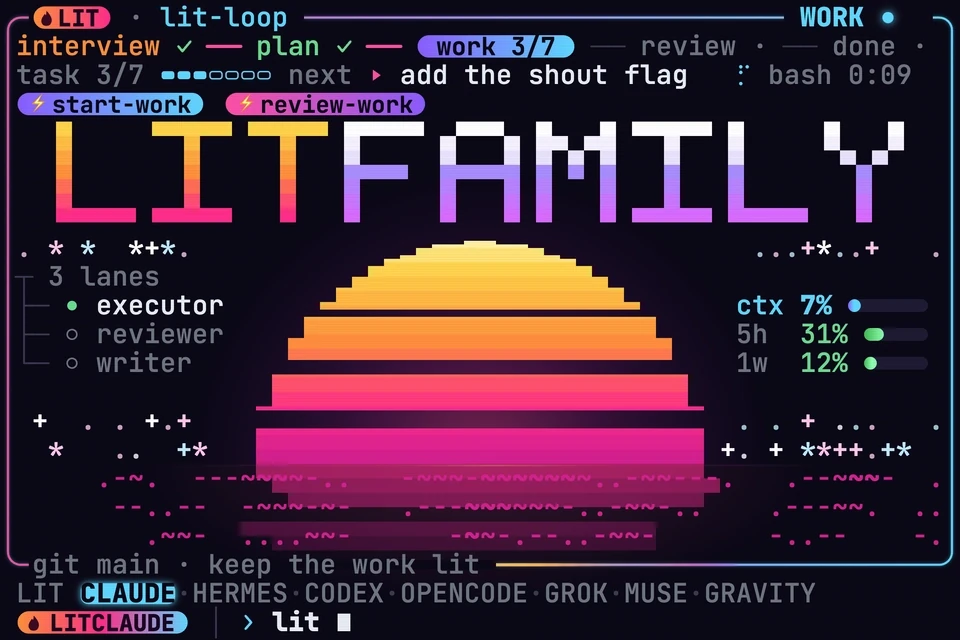 LIT · lit-loop WORK
interview ✓ plan ✓ work 3/7 review · done ·
task 3/7 next ▸ add the shout flag bash 0:09
⚡start-work ⚡review-work
LITFAMILY
3 lanes
executor
reviewer
writer
ctx 7%
5h 31%
1w 12%
git main · keep the work lit
LIT CLAUDE·HERMES·CODEX·OPENCODE·GROK·MUSE·GRAVITY
LITCLAUDE › lit